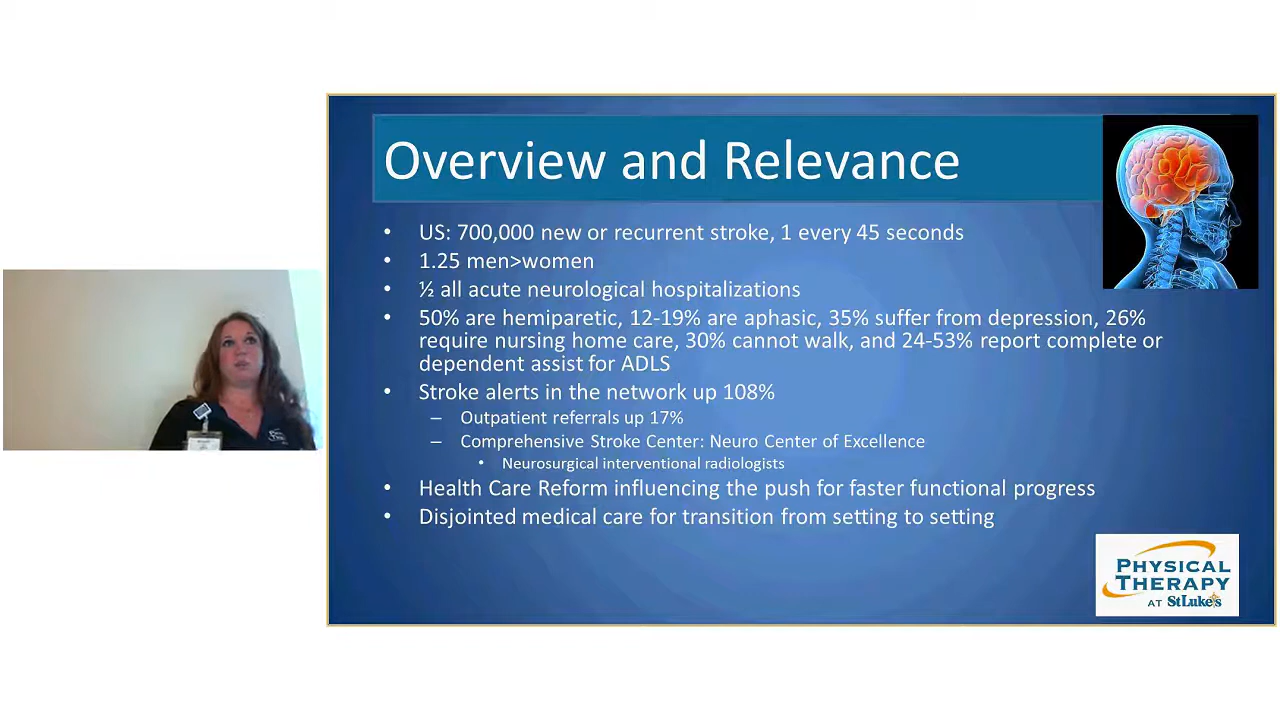 Overview and Relevance
• US: 700,000 new or recurrent stroke, 1 every 45 seconds
• 1.25 men>women
• ½ all acute neurological hospitalizations
• 50% are hemiparetic, 12-19% are aphasic, 35% suffer from depression, 26%
require nursing home care, 30% cannot walk, and 24-53% report complete or
dependent assist for ADLS
• Stroke alerts in the network up 108%
– Outpatient referrals up 17%
– Comprehensive Stroke Center: Neuro Center of Excellence
• Neurosurgical interventional radiologists
• Health Care Reform influencing the push for faster functional progress
• Disjointed medical care for transition from setting to setting
PHYSICAL
THERAPY
AT StLuke's